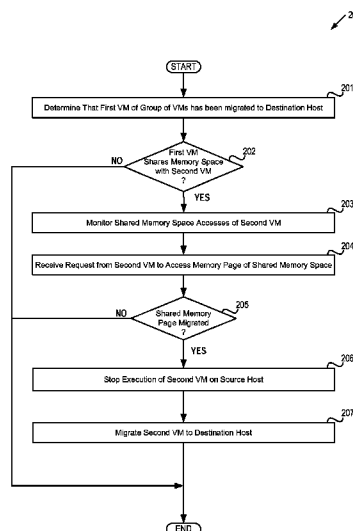 2
START
201
Determine That First VM of Group of VMs has been migrated to Destination Host
202
First VM
Shares Memory Space
with Second VM
?
NO
YES
203
Monitor Shared Memory Space Accesses of Second VM
204
Receive Request from Second VM to Access Memory Page of Shared Memory Space
205
Shared Memory
Page Migrated
?
NO
YES
206
Stop Execution of Second VM on Source Host
207
Migrate Second VM to Destination Host
END